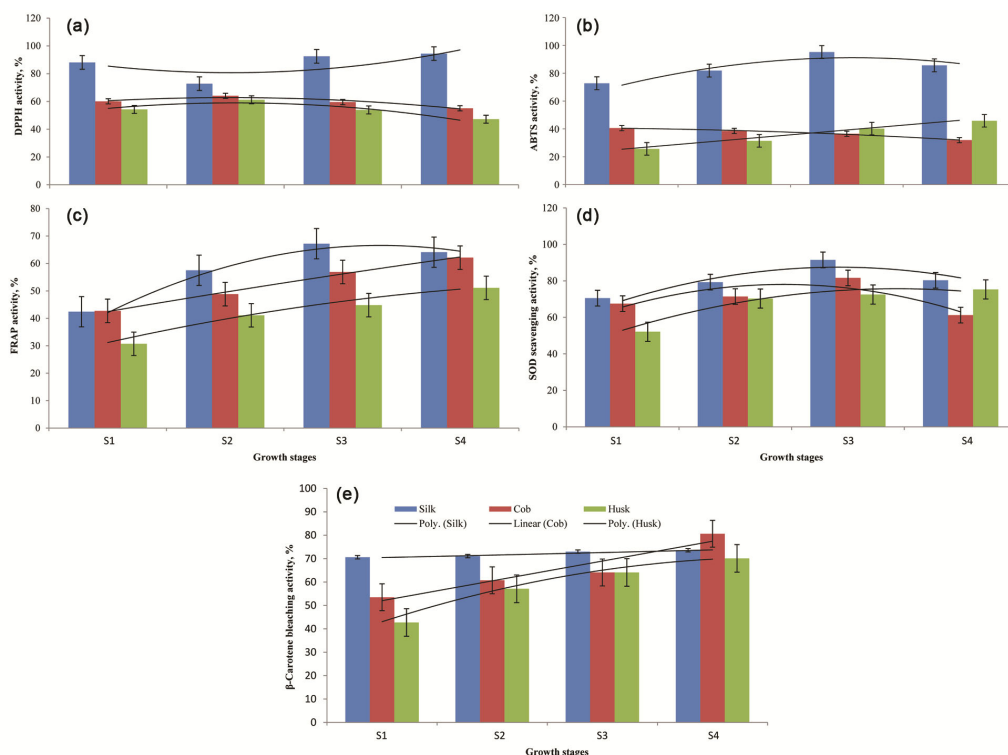 (a)
DPPH activity, %
120
100
80
60
40
20
0
(b)
ABTS activity, %
120
100
80
60
40
20
0
(c)
FRAP activity, %
80
70
60
50
40
30
20
10
0
S1 S2 S3 S4
Growth stages
(d)
SOD scavenging activity, %
120
100
80
60
40
20
0
S1 S2 S3 S4
Growth stages
(e)
β-Carotene bleaching activity, %
100
90
80
70
60
50
40
30
20
10
0
Silk Cob Husk
Poly. (Silk) Linear (Cob) Poly. (Husk)
S1 S2 S3 S4
Growth stages